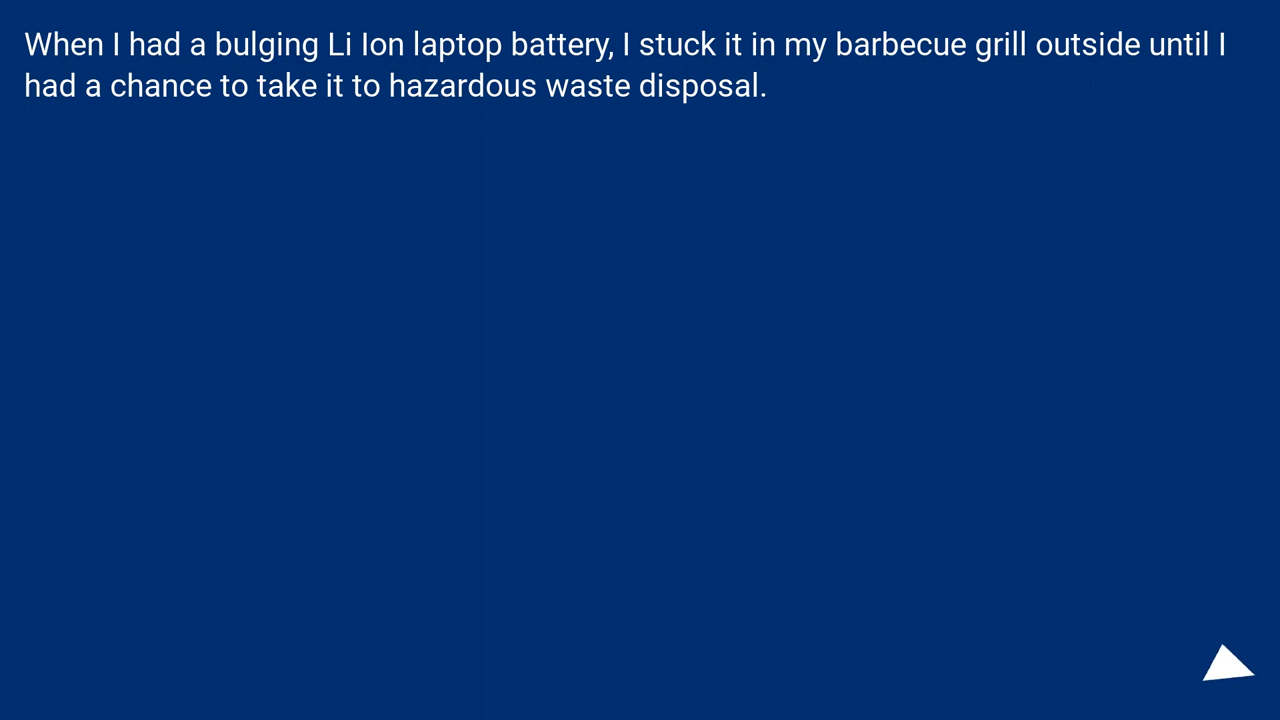 When I had a bulging Li Ion laptop battery, I stuck it in my barbecue grill outside until I
had a chance to take it to hazardous waste disposal.